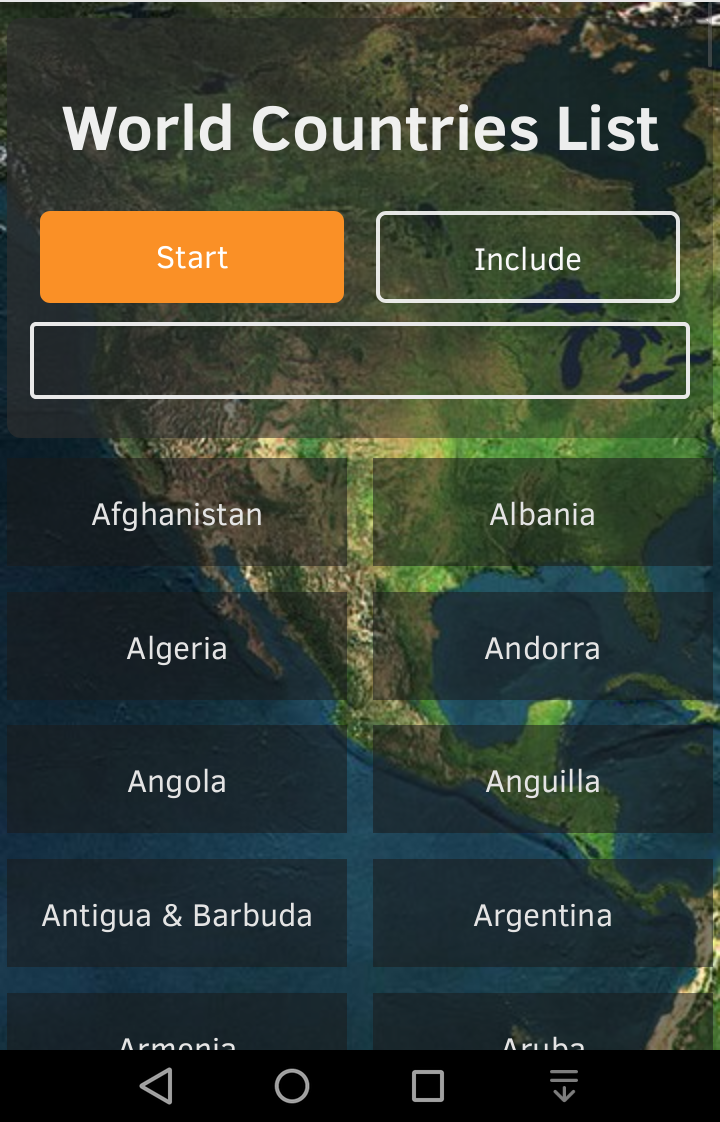 World Countries List
Start
Include
Afghanistan
Albania
Algeria
Andorra
Angola
Anguilla
Antigua & Barbuda
Argentina
Armenia
Aruba